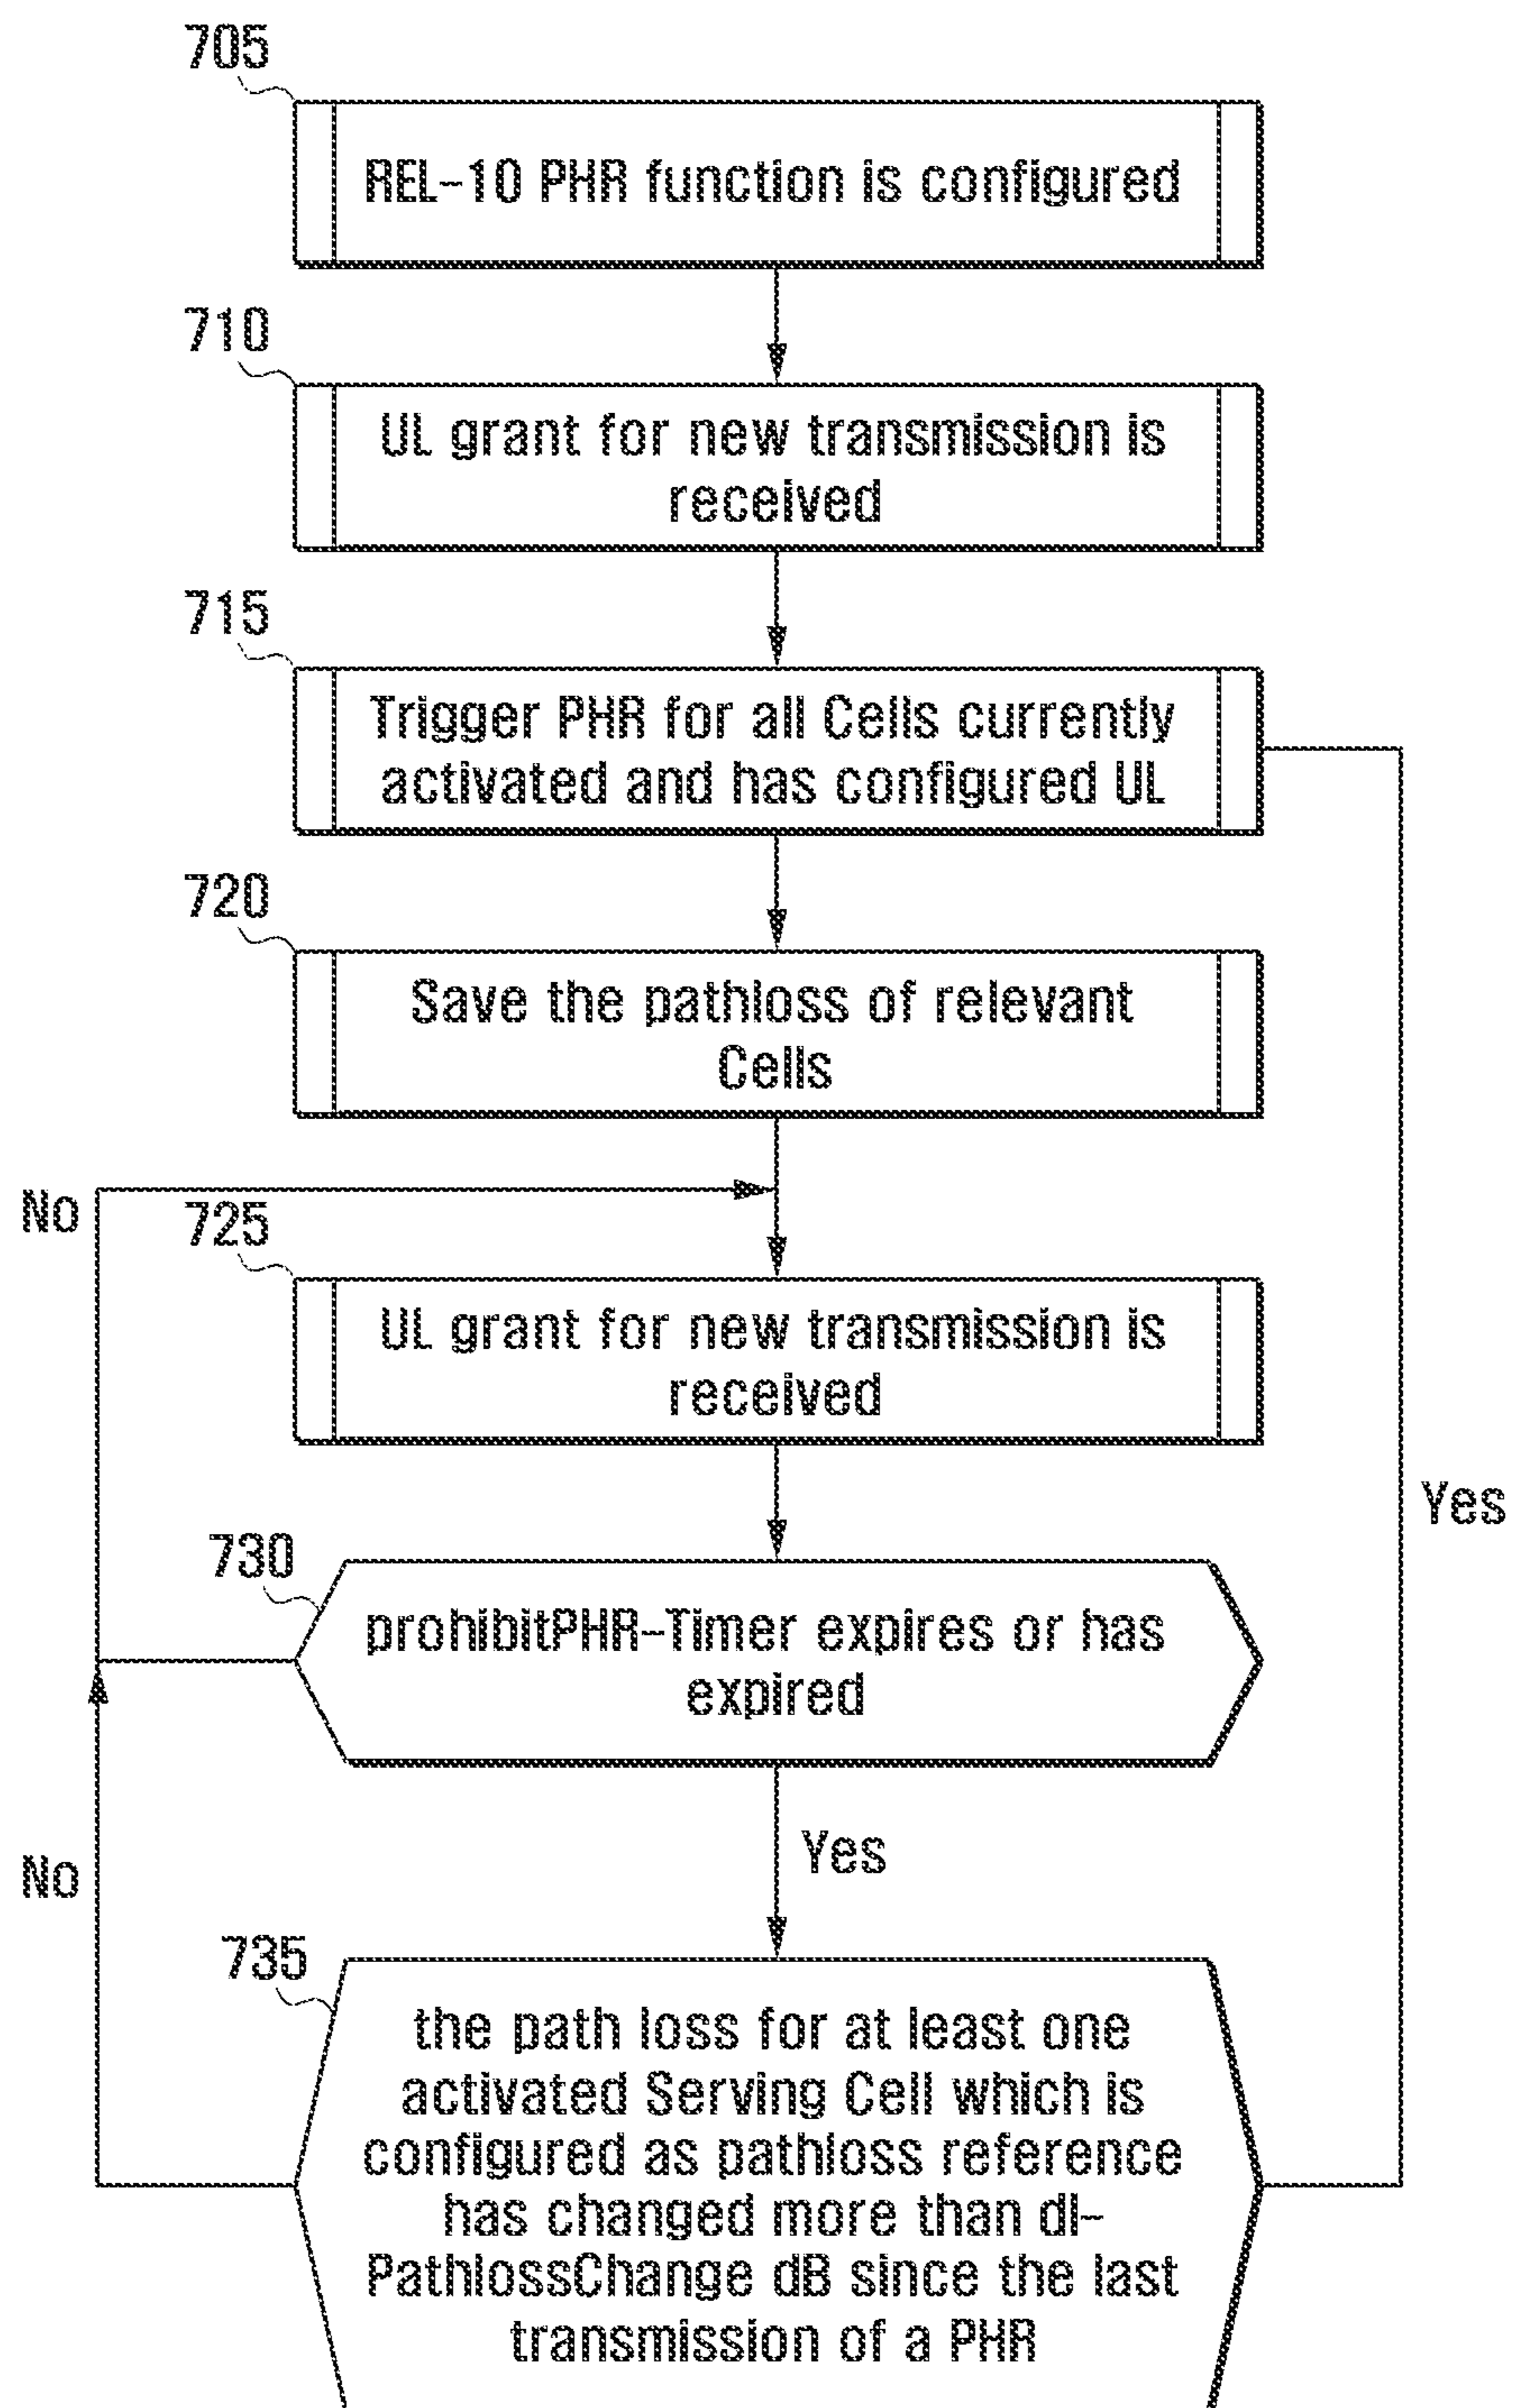 705
REL-10 PHR function is configured
710
UL grant for new transmission is
received
715
Trigger PHR for all Cells currently
activated and has configured UL
720
Save the pathloss of relevant
Cells
No
725
UL grant for new transmission is
received
Yes
730
prohibitPHR-Timer expires or has
expired
Yes
No
735
the path loss for at least one
activated Serving Cell which is
configured as pathloss reference
has changed more than dl-
PathlossChange dB since the last
transmission of a PHR